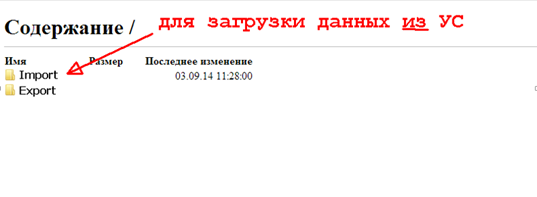 для загрузки данных из УС
Содержание /
Имя Размер Последнее изменение
Import 03.09.14 11:28:00
Export